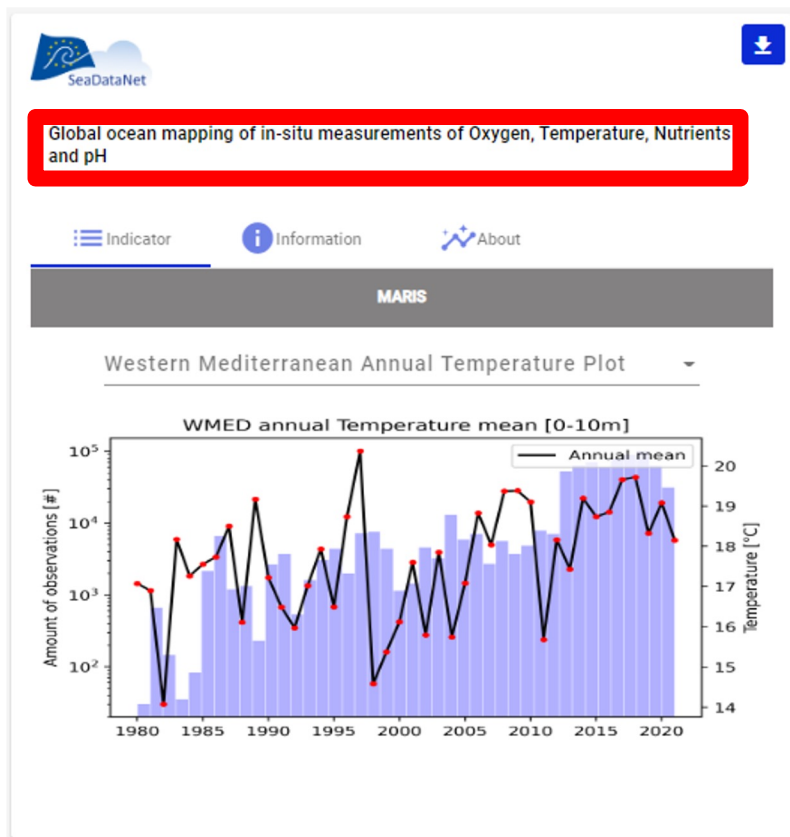 SeaDataNet
Global ocean mapping of in-situ measurements of Oxygen, Temperature, Nutrients
and pH
Indicator
Information
About
MARIS
Western Mediterranean Annual Temperature Plot
WMED annual Temperature mean [0-10m]
Annual mean
Amount of observations [#]
10⁵
10⁴
10³
10²
20
19
18
17
16
15
14
Temperature [°C]
1980 1985 1990 1995 2000 2005 2010 2015 2020